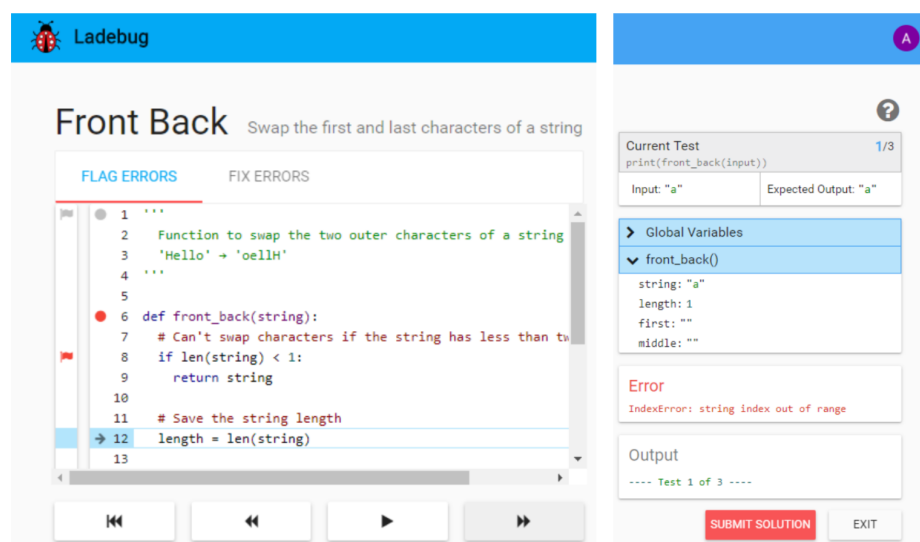 Ladebug
A
Front Back Swap the first and last characters of a string
FLAG ERRORS FIX ERRORS
1 '''
2 Function to swap the two outer characters of a string
3 'Hello' → 'oellH'
4 '''
5
6 def front_back(string):
7 # Can't swap characters if the string has less than tw
8 if len(string) < 1:
9 return string
10
11 # Save the string length
12 length = len(string)
13
?
Current Test 1/3
print(front_back(input))
Input: "a" Expected Output: "a"
Global Variables
front_back()
string: "a"
length: 1
first: ""
middle: ""
Error
IndexError: string index out of range
Output
---- Test 1 of 3 ----
SUBMIT SOLUTION EXIT